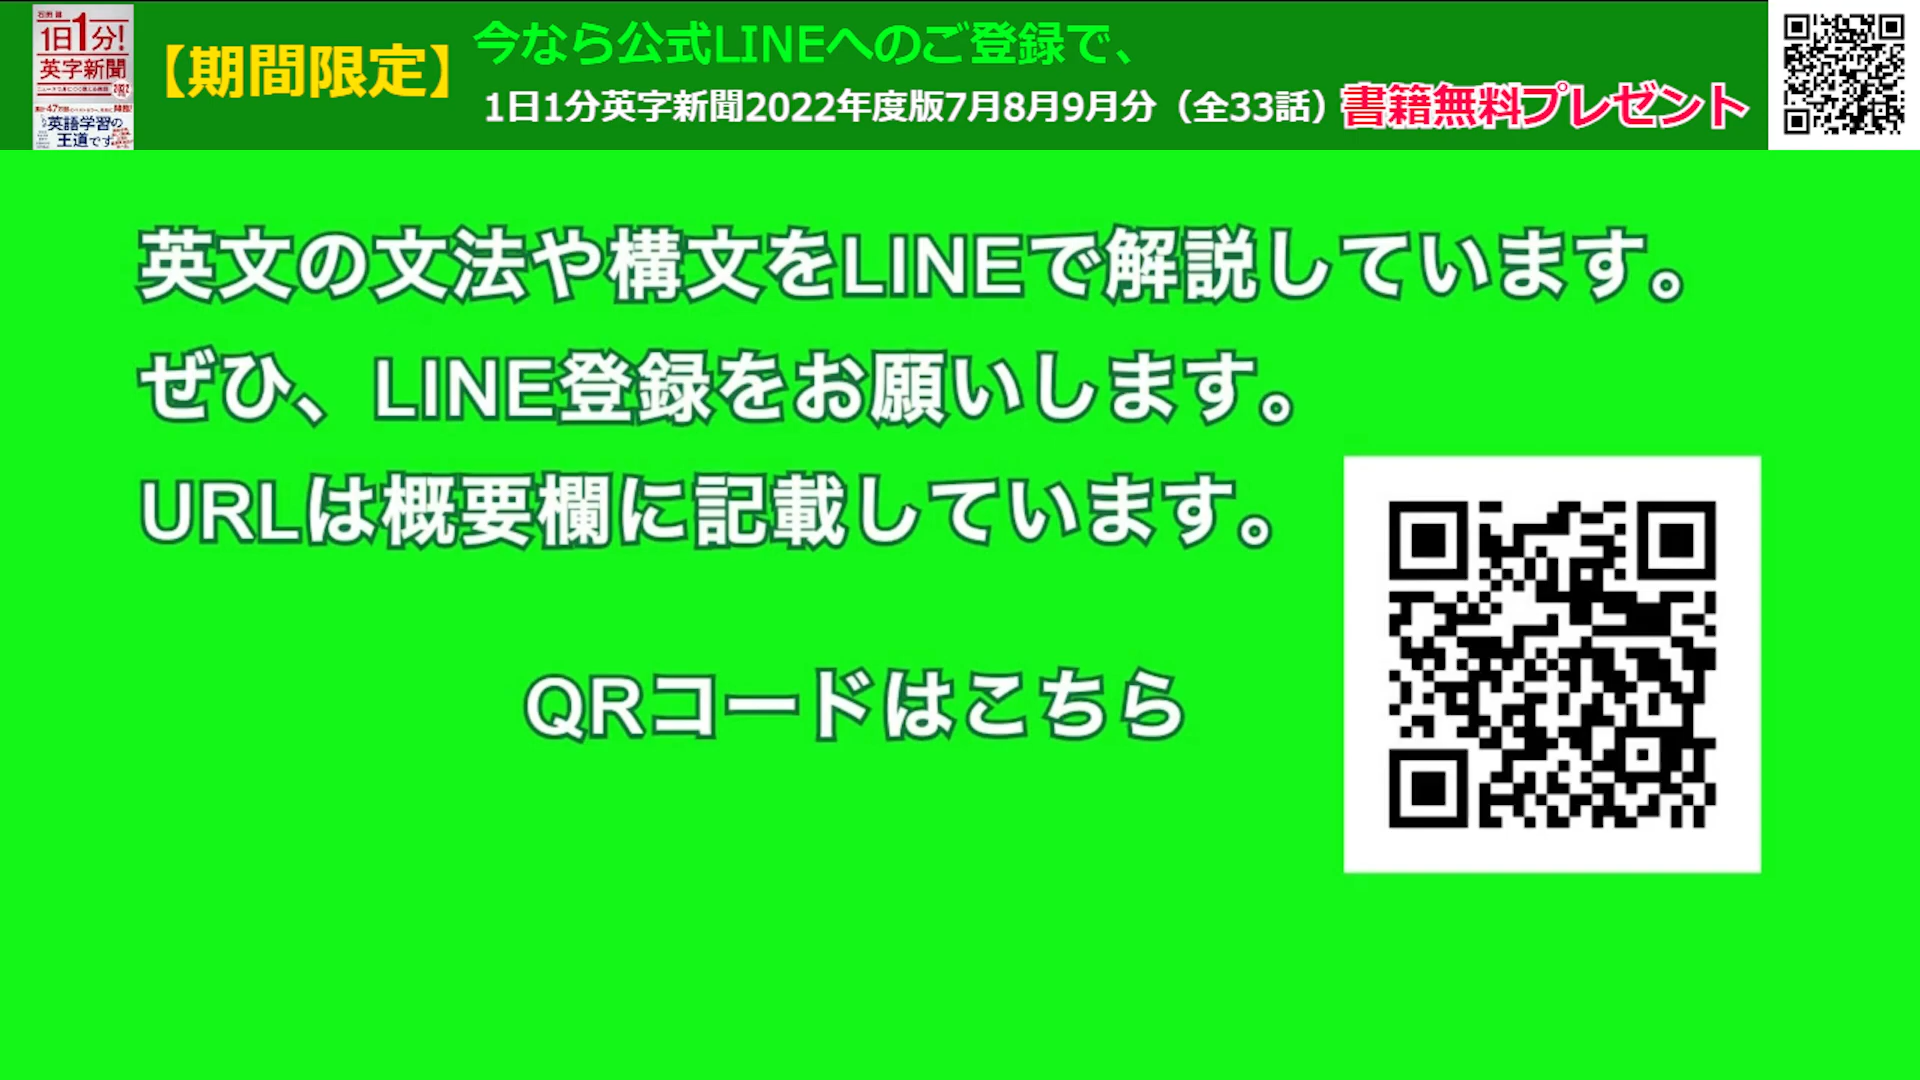 1日1分!
英字新聞
2022
英語学習の
王道です。
【期間限定】
今なら公式LINEへのご登録で、
1日1分英字新聞2022年度版7月8月9月分（全33話）書籍無料プレゼント
英文の文法や構文をLINEで解説しています。
ぜひ、LINE登録をお願いします。
URLは概要欄に記載しています。
QRコードはこちら